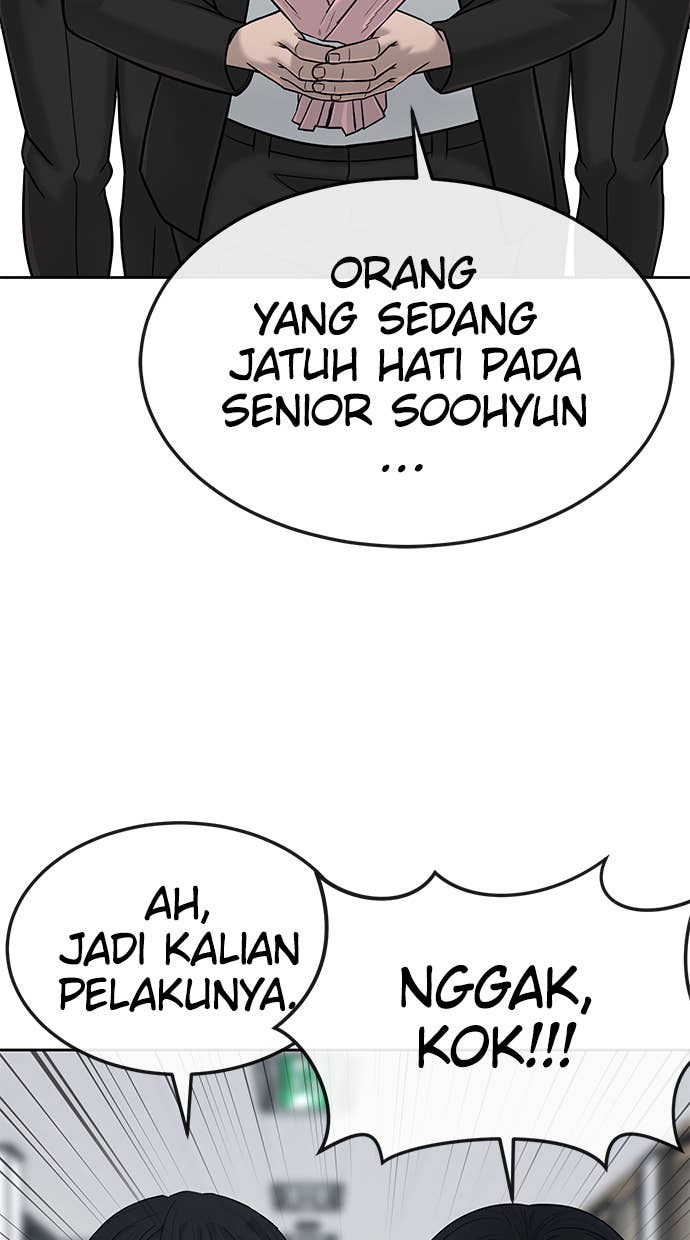 ORANG
YANG SEDANG
JATUH HATI PADA
SENIOR SOOHYUN
...
AH,
JADI KALIAN
PELAKUNYA.
NGGAK,
KOK!!!